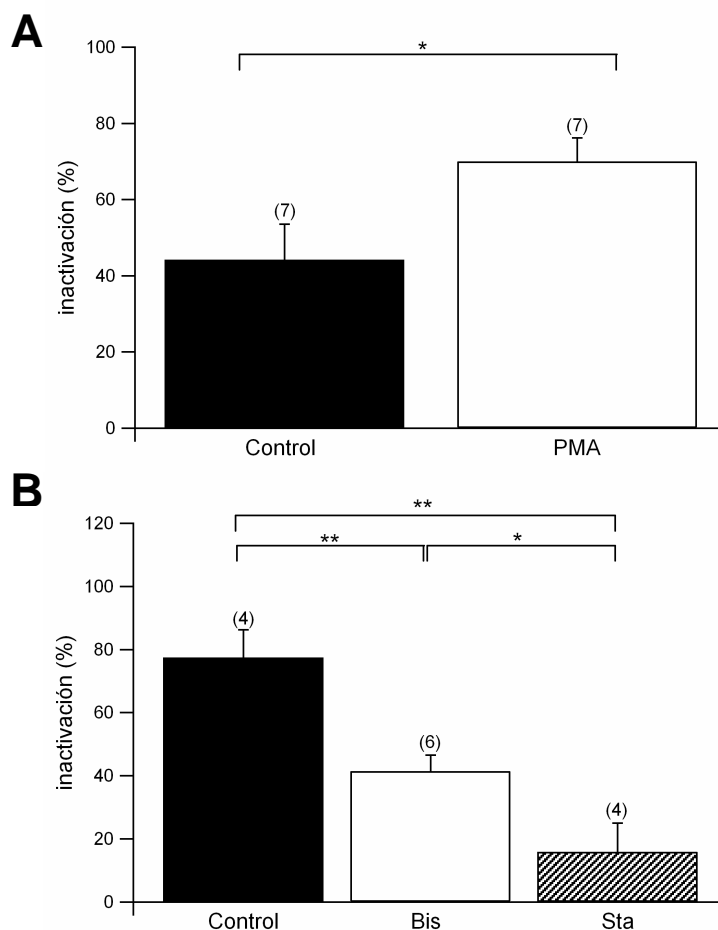 A
100
*
80
(7)
(7)
60
40
20
0
inactivación (%)
Control
PMA
B
120
**
**
*
100
(4)
80
60
(6)
40
(4)
20
0
inactivación (%)
Control
Bis
Sta